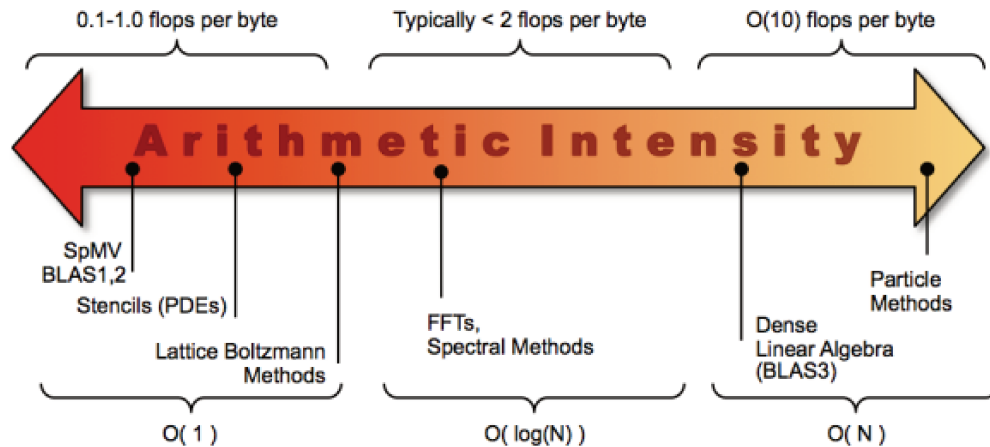 0.1-1.0 flops per byte
Typically < 2 flops per byte
O(10) flops per byte
Arithmetic Intensity
SpMV
BLAS1,2
Stencils (PDEs)
Lattice Boltzmann
Methods
FFTs,
Spectral Methods
Dense
Linear Algebra
(BLAS3)
Particle
Methods
O( 1 )
O( log(N) )
O( N )